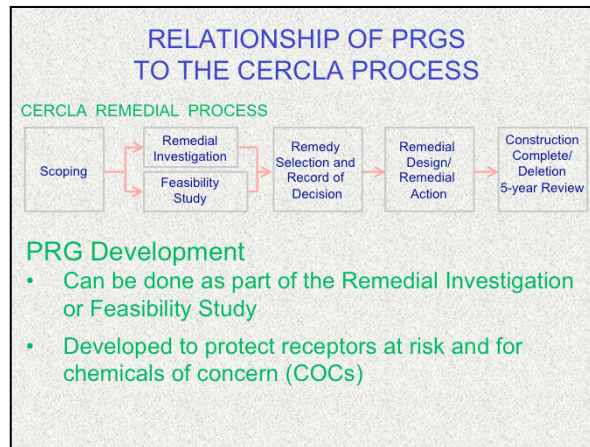 RELATIONSHIP OF PRGS
TO THE CERCLA PROCESS
CERCLA REMEDIAL PROCESS
Scoping
Remedial
Investigation
Feasibility
Study
Remedy
Selection and
Record of
Decision
Remedial
Design/
Remedial
Action
Construction
Complete/
Deletion
5-year Review
PRG Development
• Can be done as part of the Remedial Investigation
or Feasibility Study
• Developed to protect receptors at risk and for
chemicals of concern (COCs)